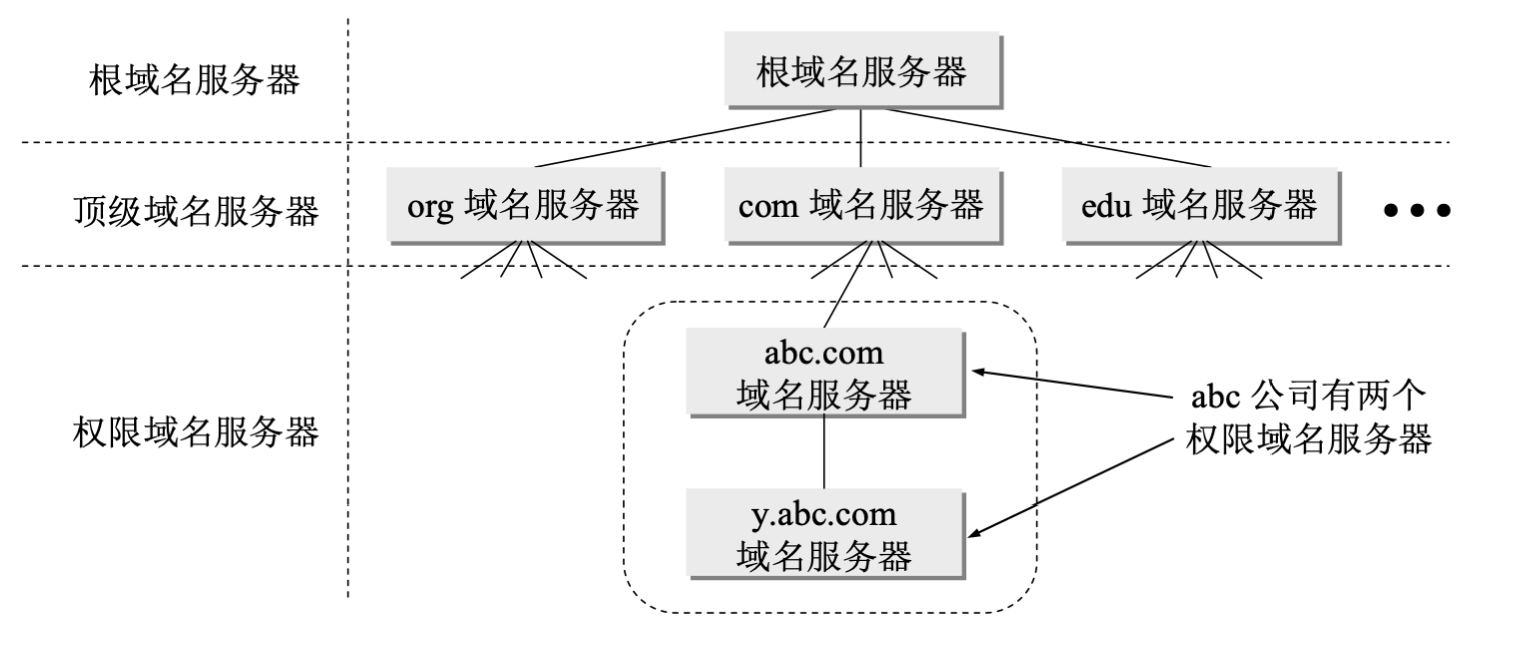 根域名服务器
根域名服务器
顶级域名服务器
org 域名服务器
com 域名服务器
edu 域名服务器
•••
权限域名服务器
abc.com
域名服务器
y.abc.com
域名服务器
abc 公司有两个
权限域名服务器